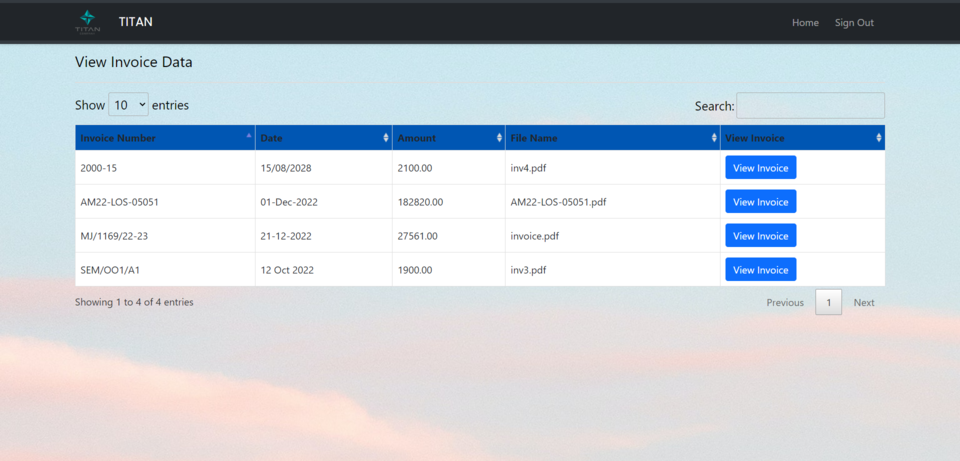 TITAN
TITAN Home Sign Out
View Invoice Data
Show 10 entries Search:
Invoice Number Date Amount File Name View Invoice
2000-15 15/08/2028 2100.00 inv4.pdf View Invoice
AM22-LOS-05051 01-Dec-2022 182820.00 AM22-LOS-05051.pdf View Invoice
MJ/1169/22-23 21-12-2022 27561.00 invoice.pdf View Invoice
SEM/OO1/A1 12 Oct 2022 1900.00 inv3.pdf View Invoice
Showing 1 to 4 of 4 entries Previous 1 Next